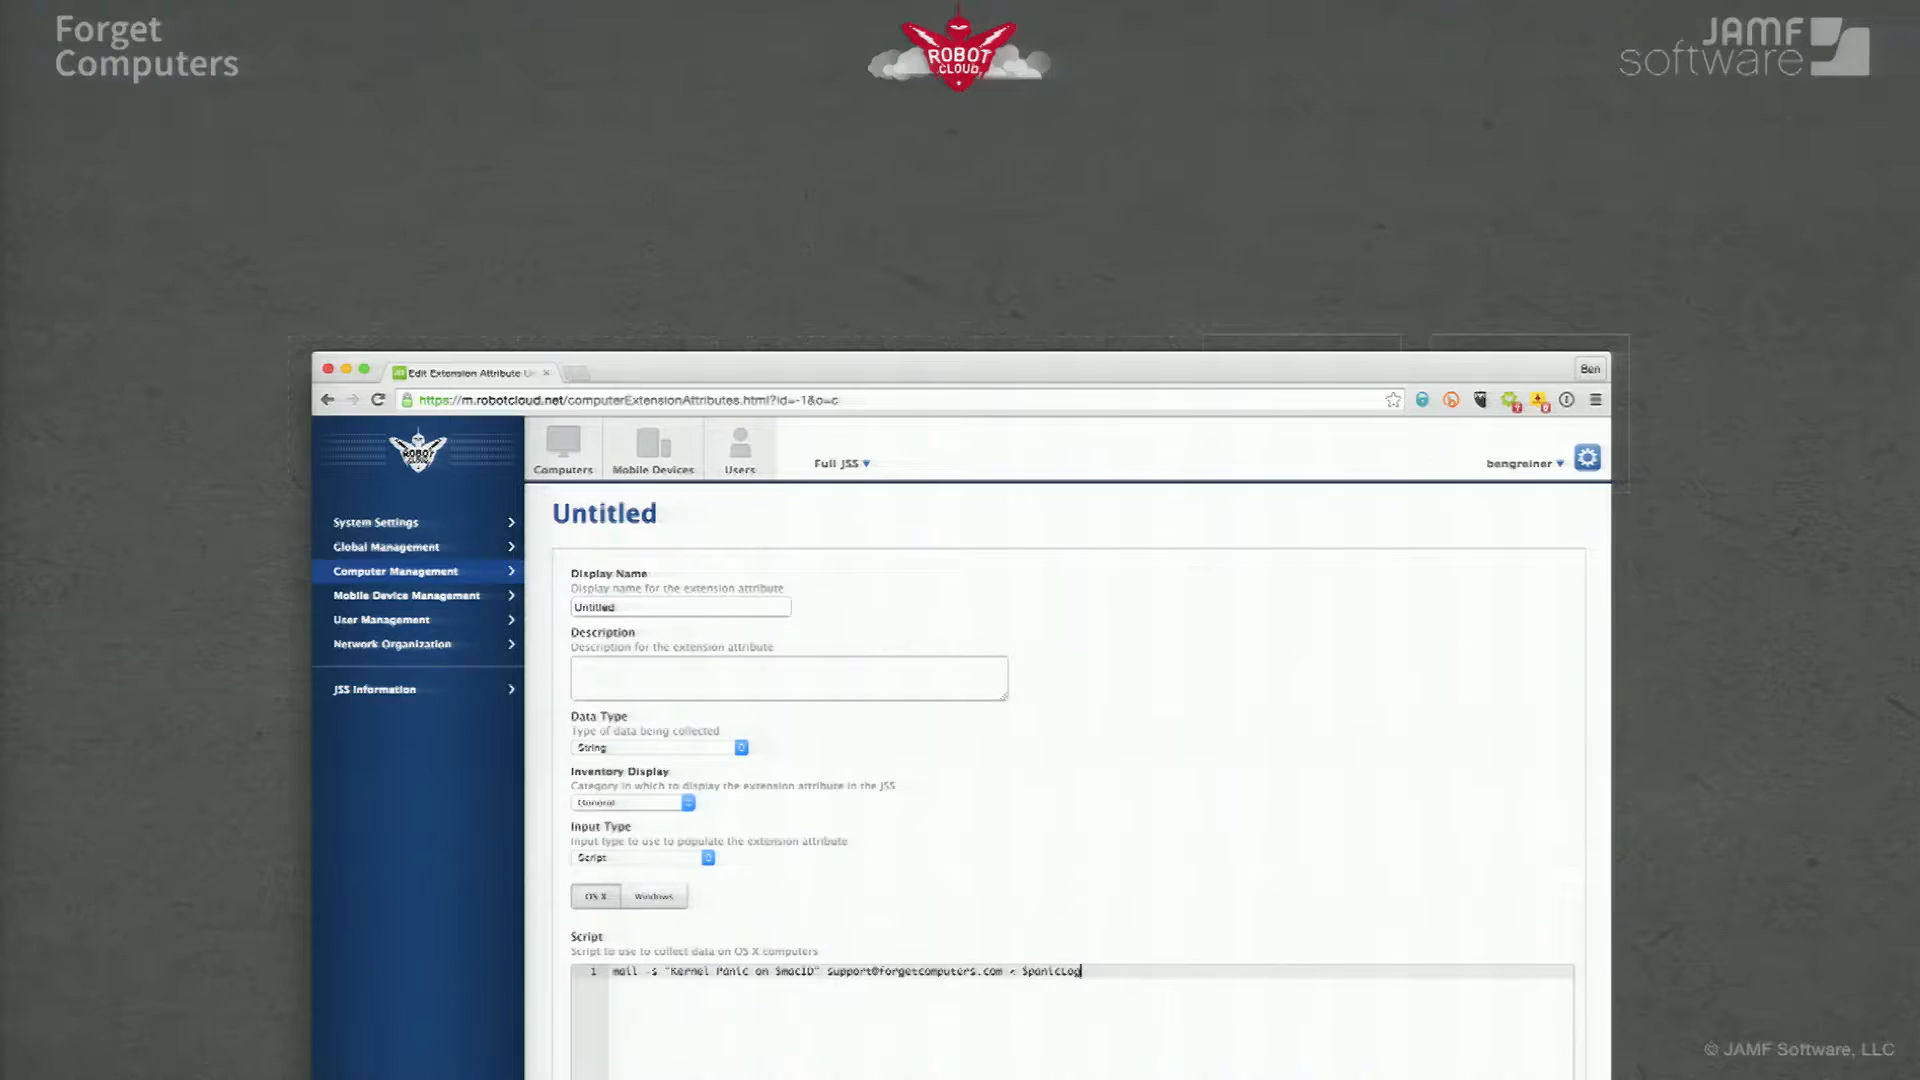 Forget
Computers
ROBOT
CLOUD
JAMF
software
Edit Extension Attribute
Ben
https://m.robotcloud.net/computerExtensionAttributes.html?id=-1&o=c
ROBOT
CLOUD
Computers
Mobile Devices
Users
Full JSS
bengreiner
System Settings
Global Management
Computer Management
Mobile Device Management
User Management
Network Organization
JSS Information
Untitled
Display Name
Display name for the extension attribute
Untitled
Description
Description for the extension attribute
Data Type
Type of data being collected
String
Inventory Display
Category in which to display the extension attribute in the JSS
General
Input Type
Input type to use to populate the extension attribute
Script
OS X
Windows
Script
Script to use to collect data on OS X computers
1 mail -s "Kernel Panic on $macID" support@forgetcomputers.com < $panicLog
© JAMF Software, LLC